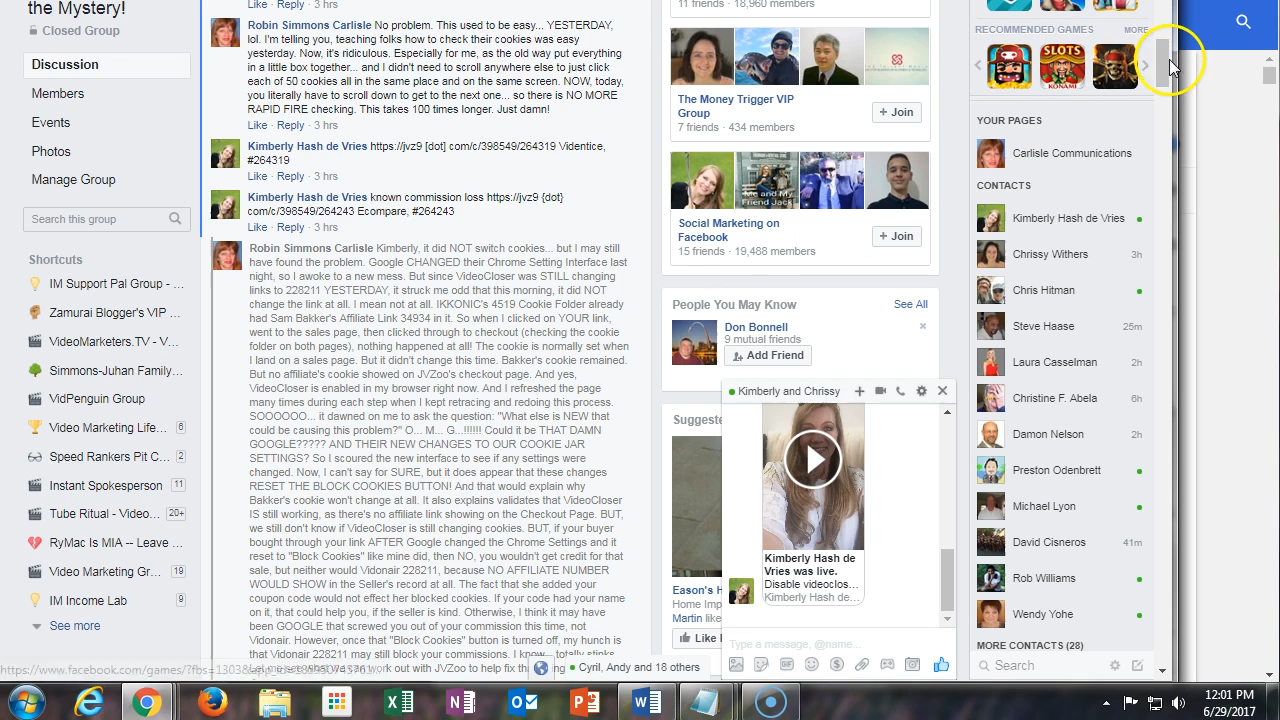 the Mystery!
Closed Group
Discussion
Members
Events
Photos
Manage Group
Search this group
Shortcuts
IM Support Pal Group - ...
Zimurai Blogger's VIP ...
VideoMarketers.TV - V...
Simmons-Juhan Family...
VidPenguin Group
Video Marketing Life... 6
Speed Rankers Pit C... 2
Instant Spokesperson 11
Tube Ritual - Video... 20+
RyMac Is MIA -- Leave ...
Video Marketing Gr... 19
IM Income Lab 9
See more
Like · Reply · 3 hrs
Robin Simmons Carlisle No problem. This used to be easy... YESTERDAY,
lol. I mean, you, teaching me how to check their cookies was easy
yesterday. Now, it's ridiculous. Especially as the old way put everything
in a little box together and I didn't need to scroll anywhere else but to click
each cookie since all in same place together on the same screen. NOW, today,
you literally have to scroll to get to the bottom part, so there is NO MORE
RAPID FIRE checking. This takes 100 times longer. Just damn!
Like · Reply · 3 hrs
Kimberly Hash de Vries https://jvz9 [dot] com/c/396549/264319 Videntice,
#264319
Like · Reply · 3 hrs
Kimberly Hash de Vries known commission loss https://jvz9.{dot}
com/c/396549/264243 Ecompare, #264243
Like · Reply · 3 hrs
Robin Simmons Carlisle Kimberly, it did NOT switch cookies... but I may still
have found the problem. Google CHANGED their Chrome Setting Interface last
night, so I awoke to a new mess. But since VideoCloser was STILL changing
links to 228211 YESTERDAY, it struck me odd that this morning, it did NOT
change the link at all. I mean not at all. IKKONIC's 4519 Cookie Folder already
had Sam Bakker's Affiliate Link 34934 in it. So when I clicked on YOUR link,
went to the sales page, then clicked through to checkout (checking the cookie
folder on both pages), nothing happened at all! The cookie is normally set when
I land on a sales page. But it didn't change this time. Bakker's cookie remained.
But no affiliate's cookie showed on JVZoo's checkout page. And yes,
VideoCloser is enabled in my browser right now. And I refreshed the page
many times during each step when I kept retracing and redoing this process.
SOOOO...... it dawned on me to ask the question: "What else is NEW that
could be causing this problem?" O... M... G...!!!!!! Could it be THAT DAMN
GOOGLE???? AND THEIR NEW CHANGES TO OUR COOKIE JAR
SETTINGS? So I scoured the new interface to see if any settings were
changed. Now, I can't say for SURE, but it does appear that these changes
RESET THE BLOCK COOKIES BUTTON! And that would explain why
Bakker's cookie won't change at all. It also explains validates that VideoCloser
IS still working, as there's no affiliate link showing on the Checkout Page. BUT,
we still don't know if VideoCloser is still changing cookies. BUT, if your buyer
bought through your link AFTER Google changed the Chrome Settings and it
reset to "Block Cookies" like mine did, then NO, you wouldn't get credit for that
sale, but neither would Vidonair 228211, because NO AFFILIATE NUMBER
WOULD SHOW in the Seller's record at all. The fact that she added your
coupon code would not effect her blocked cookies. If your code had your name
on it, that would help you, if the seller is kind. Otherwise, I think it may have
been GOOGLE that screwed you out of your commission this time, not
Vidonair. However, once that "Block Cookies" button is turned off, my hunch is
that Vidonair 228211 may still block your commissions. I know... totally stinks.
11 friends · 18,960 members
The Money Trigger VIP
Group
7 friends · 434 members
+ Join
Me and My
Friend Jack
Social Marketing on
Facebook
15 friends · 19,488 members
+ Join
People You May Know
See All
Don Bonnell
9 mutual friends
Add Friend
Suggeste
Eason's H
Home Imp
Martin like
Like
Kimberly and Chrissy
Kimberly Hash de
Vries was live.
Disable videoclos...
Kimberly Hash de...
Type a message, @name...
Cyril, Andy and 18 others
RECOMMENDED GAMES
MORE
SLOTS
KONAMI
YOUR PAGES
Carlisle Communications
CONTACTS
Kimberly Hash de Vries
Chrissy Withers 3h
Chris Hitman
Steve Haase 25m
Laura Casselman 2h
Christine F. Abela 6h
Damon Nelson 2h
Preston Odenbrett
Michael Lyon
David Cisneros 41m
Rob Williams
Wendy Yohe
MORE CONTACTS (28)
Search
12:01 PM
6/29/2017